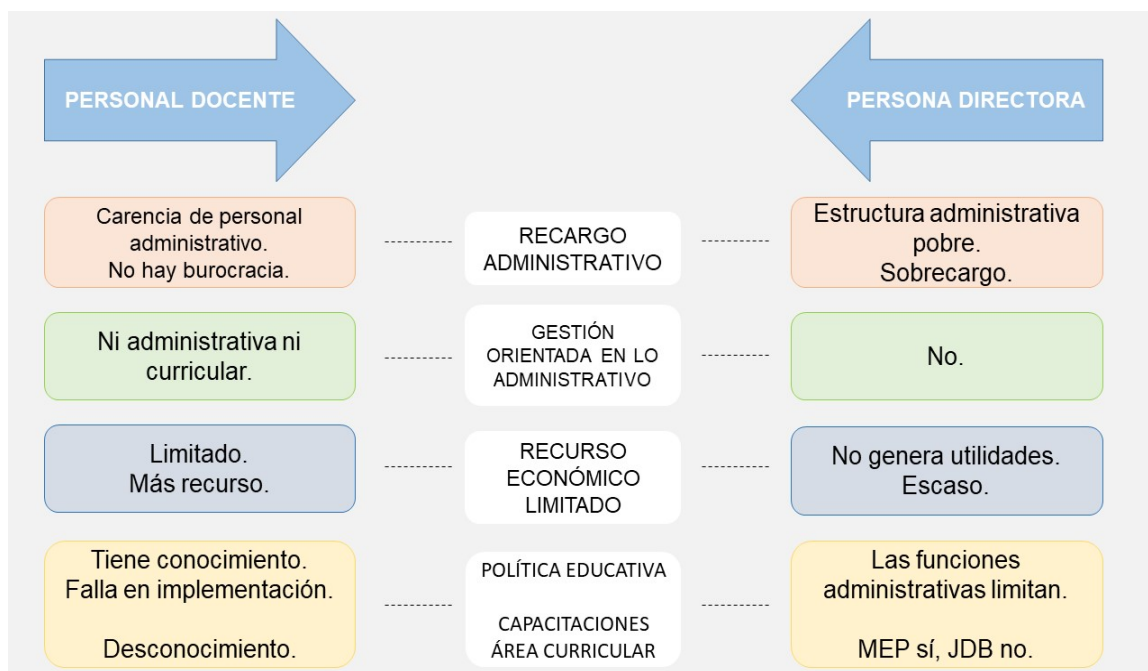 PERSONAL DOCENTE
PERSONA DIRECTORA
Carencia de personal
administrativo.
No hay burocracia.
RECARGO
ADMINISTRATIVO
Estructura administrativa
pobre.
Sobrecargo.
Ni administrativa ni
curricular.
GESTIÓN
ORIENTADA EN LO
ADMINISTRATIVO
No.
Limitado.
Más recurso.
RECURSO
ECONÓMICO
LIMITADO
No genera utilidades.
Escaso.
Tiene conocimiento.
Falla en implementación.
Desconocimiento.
POLÍTICA EDUCATIVA
CAPACITACIONES
ÁREA CURRICULAR
Las funciones
administrativas limitan.
MEP sí, JDB no.